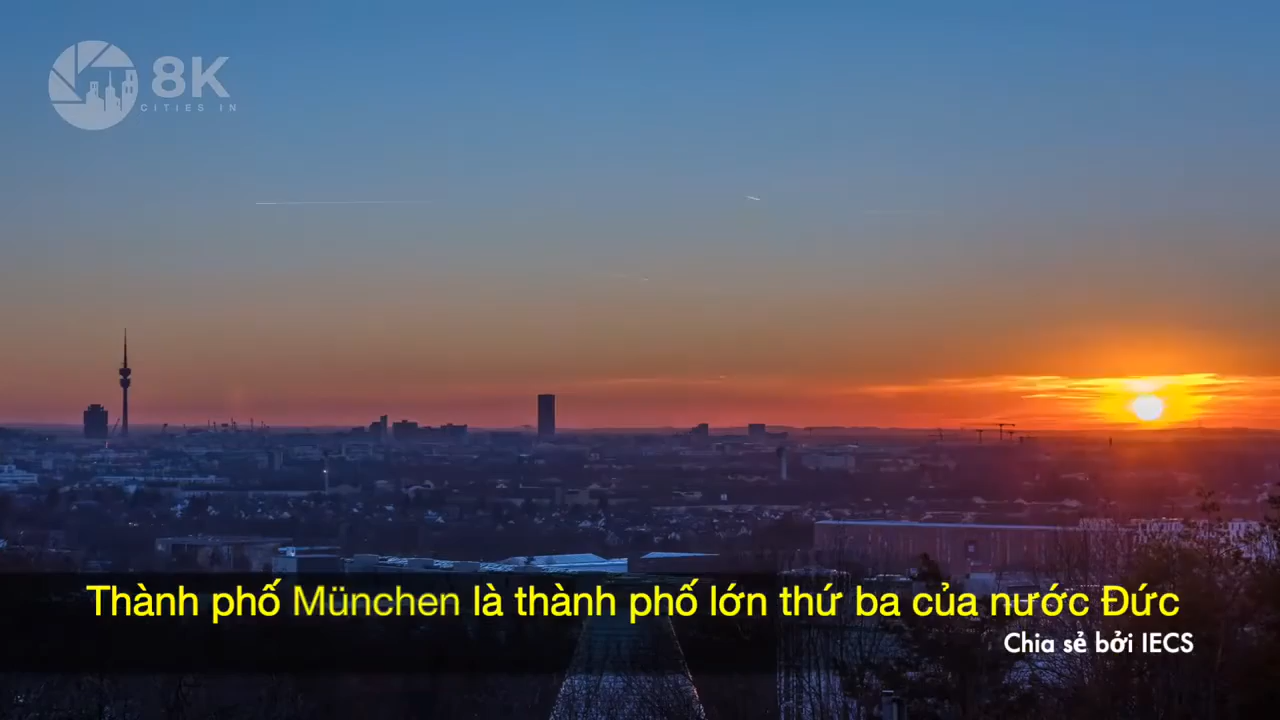 8K
CITIES IN
Thành phố München là thành phố lớn thứ ba của nước Đức
Chia sẻ bởi IECS